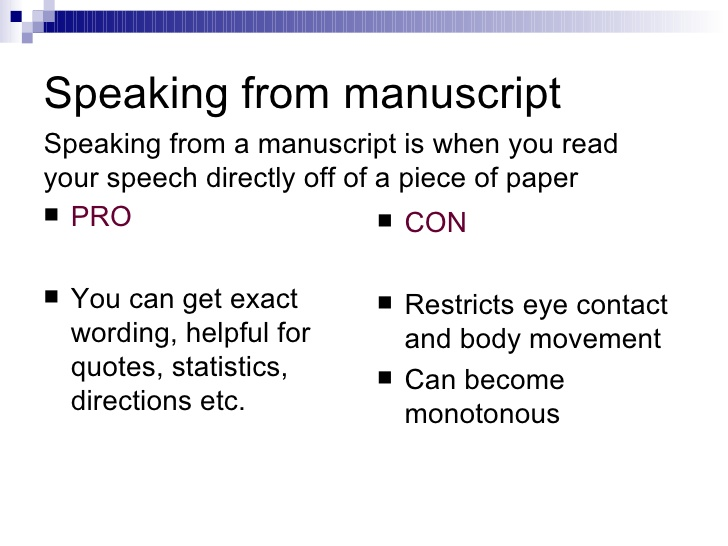 Speaking from manuscript
Speaking from a manuscript is when you read
your speech directly off of a piece of paper
PRO
You can get exact
wording, helpful for
quotes, statistics,
directions etc.
CON
Restricts eye contact
and body movement
Can become
monotonous